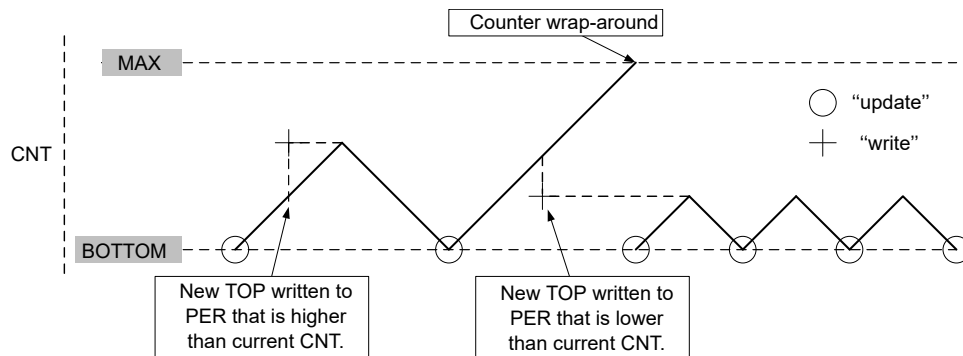 Counter wrap-around
MAX
“update”
“write”
CNT
BOTTOM
New TOP written to
PER that is higher
than current CNT.
New TOP written to
PER that is lower
than current CNT.